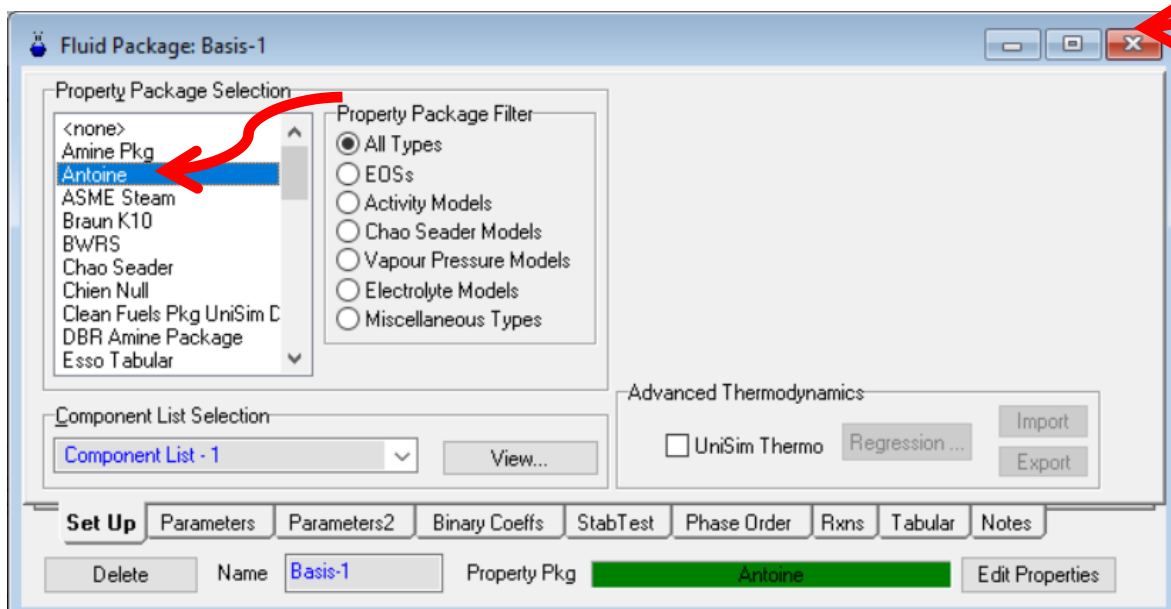 Fluid Package: Basis-1
Property Package Selection
<none>
Amine Pkg
Antoine
ASME Steam
Braun K10
BWRS
Chao Seader
Chien Null
Clean Fuels Pkg UniSim D
DBR Amine Package
Esso Tabular
Property Package Filter
All Types
EOSs
Activity Models
Chao Seader Models
Vapour Pressure Models
Electrolyte Models
Miscellaneous Types
Component List Selection
Component List - 1
View...
Advanced Thermodynamics
UniSim Thermo
Regression ...
Import
Export
Set Up Parameters Parameters2 Binary Coeffs StabTest Phase Order Rxns Tabular Notes
Delete Name Basis-1 Property Pkg Antoine Edit Properties